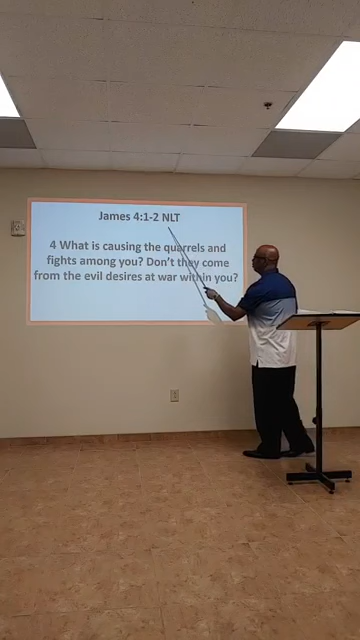 James 4:1-2 NLT
4 What is causing the quarrels and
fights among you? Don't they come
from the evil desires at war within you?